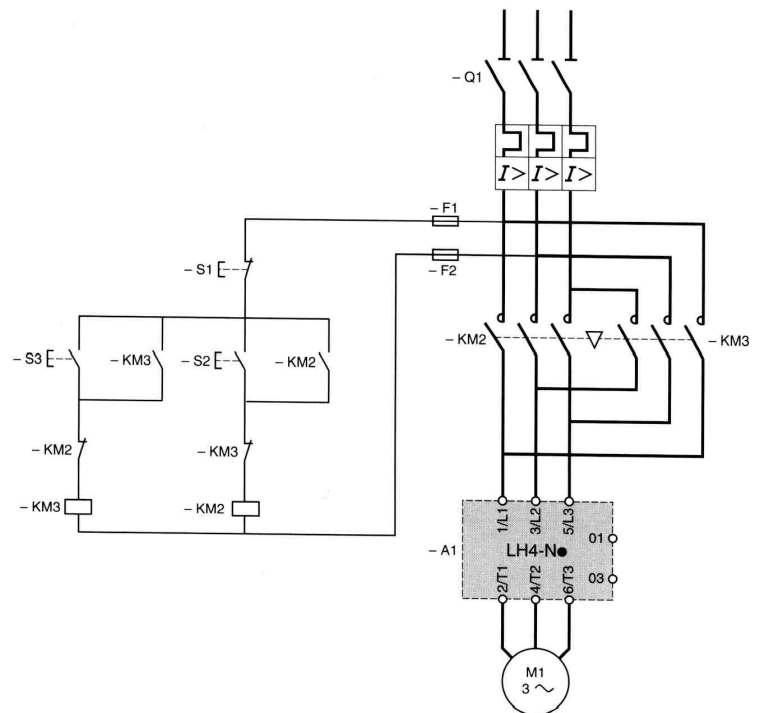 – Q1
I> I> I>
– F1
– F2
– S1
– KM2
– KM3
– S3
– KM3
– S2
– KM2
– KM2
– KM3
– KM3
– KM2
– A1
1/L1 3/L2 5/L3
LH4-N●
01
03
2/T1 4/T2 6/T3
M1
3 ~